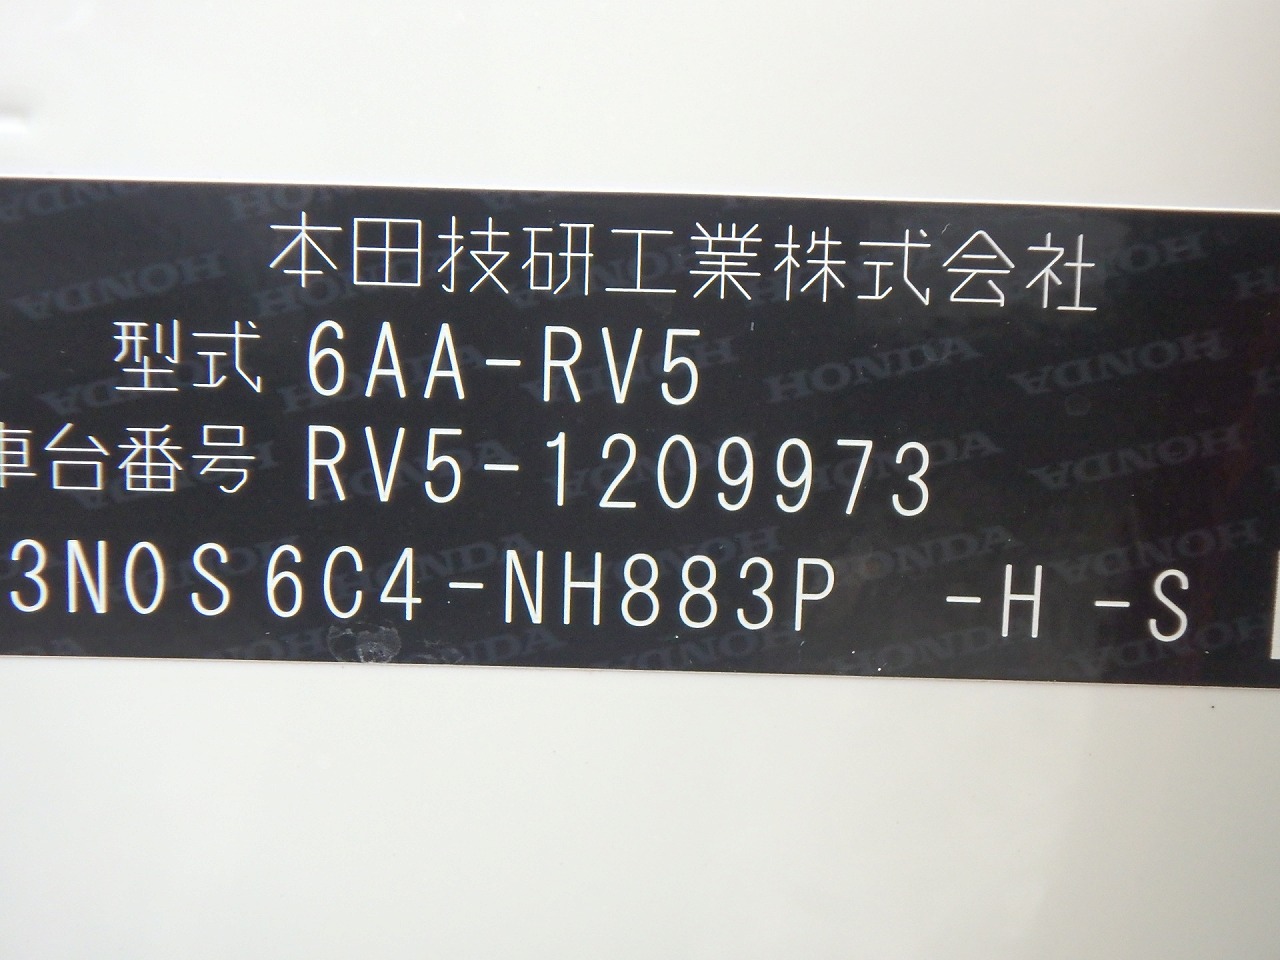 本田技研工業株式会社
型式 6AA-RV5
車台番号 RV5-1209973
3N0S6C4-NH883P -H -S